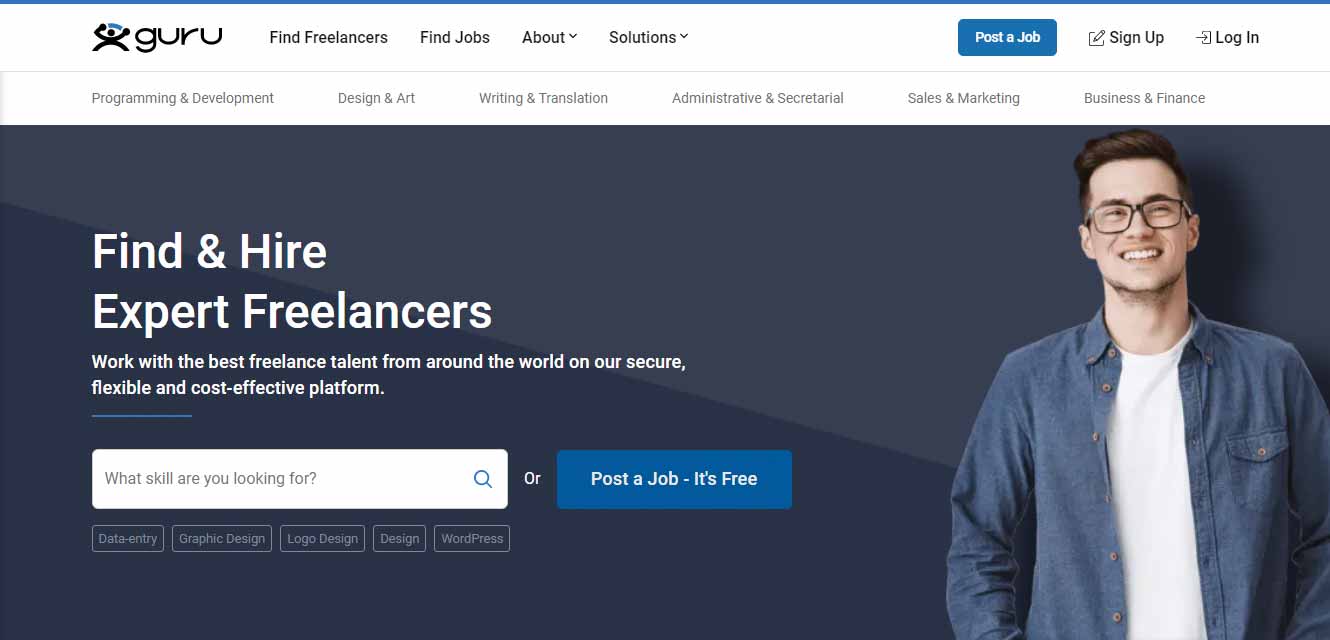 guru
Find Freelancers
Find Jobs
About
Solutions
Post a Job
Sign Up
Log In
Programming & Development
Design & Art
Writing & Translation
Administrative & Secretarial
Sales & Marketing
Business & Finance
Find & Hire
Expert Freelancers
Work with the best freelance talent from around the world on our secure,
flexible and cost-effective platform.
What skill are you looking for?
Or
Post a Job - It's Free
Data-entry
Graphic Design
Logo Design
Design
WordPress